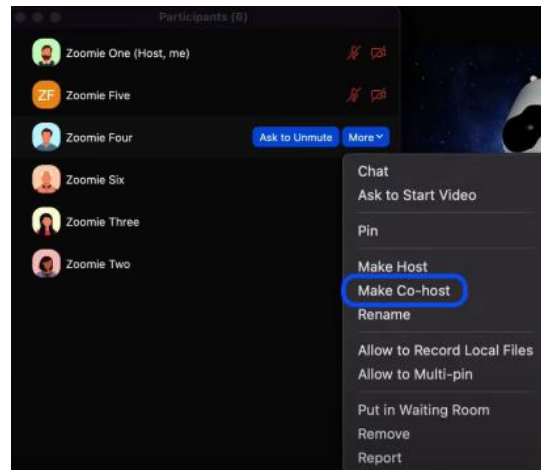 Participants (6)
Zoomie One (Host, me)
ZF Zoomie Five
Zoomie Four Ask to Unmute More
Zoomie Six
Zoomie Three
Zoomie Two
Chat
Ask to Start Video
Pin
Make Host
Make Co-host
Rename
Allow to Record Local Files
Allow to Multi-pin
Put in Waiting Room
Remove
Report